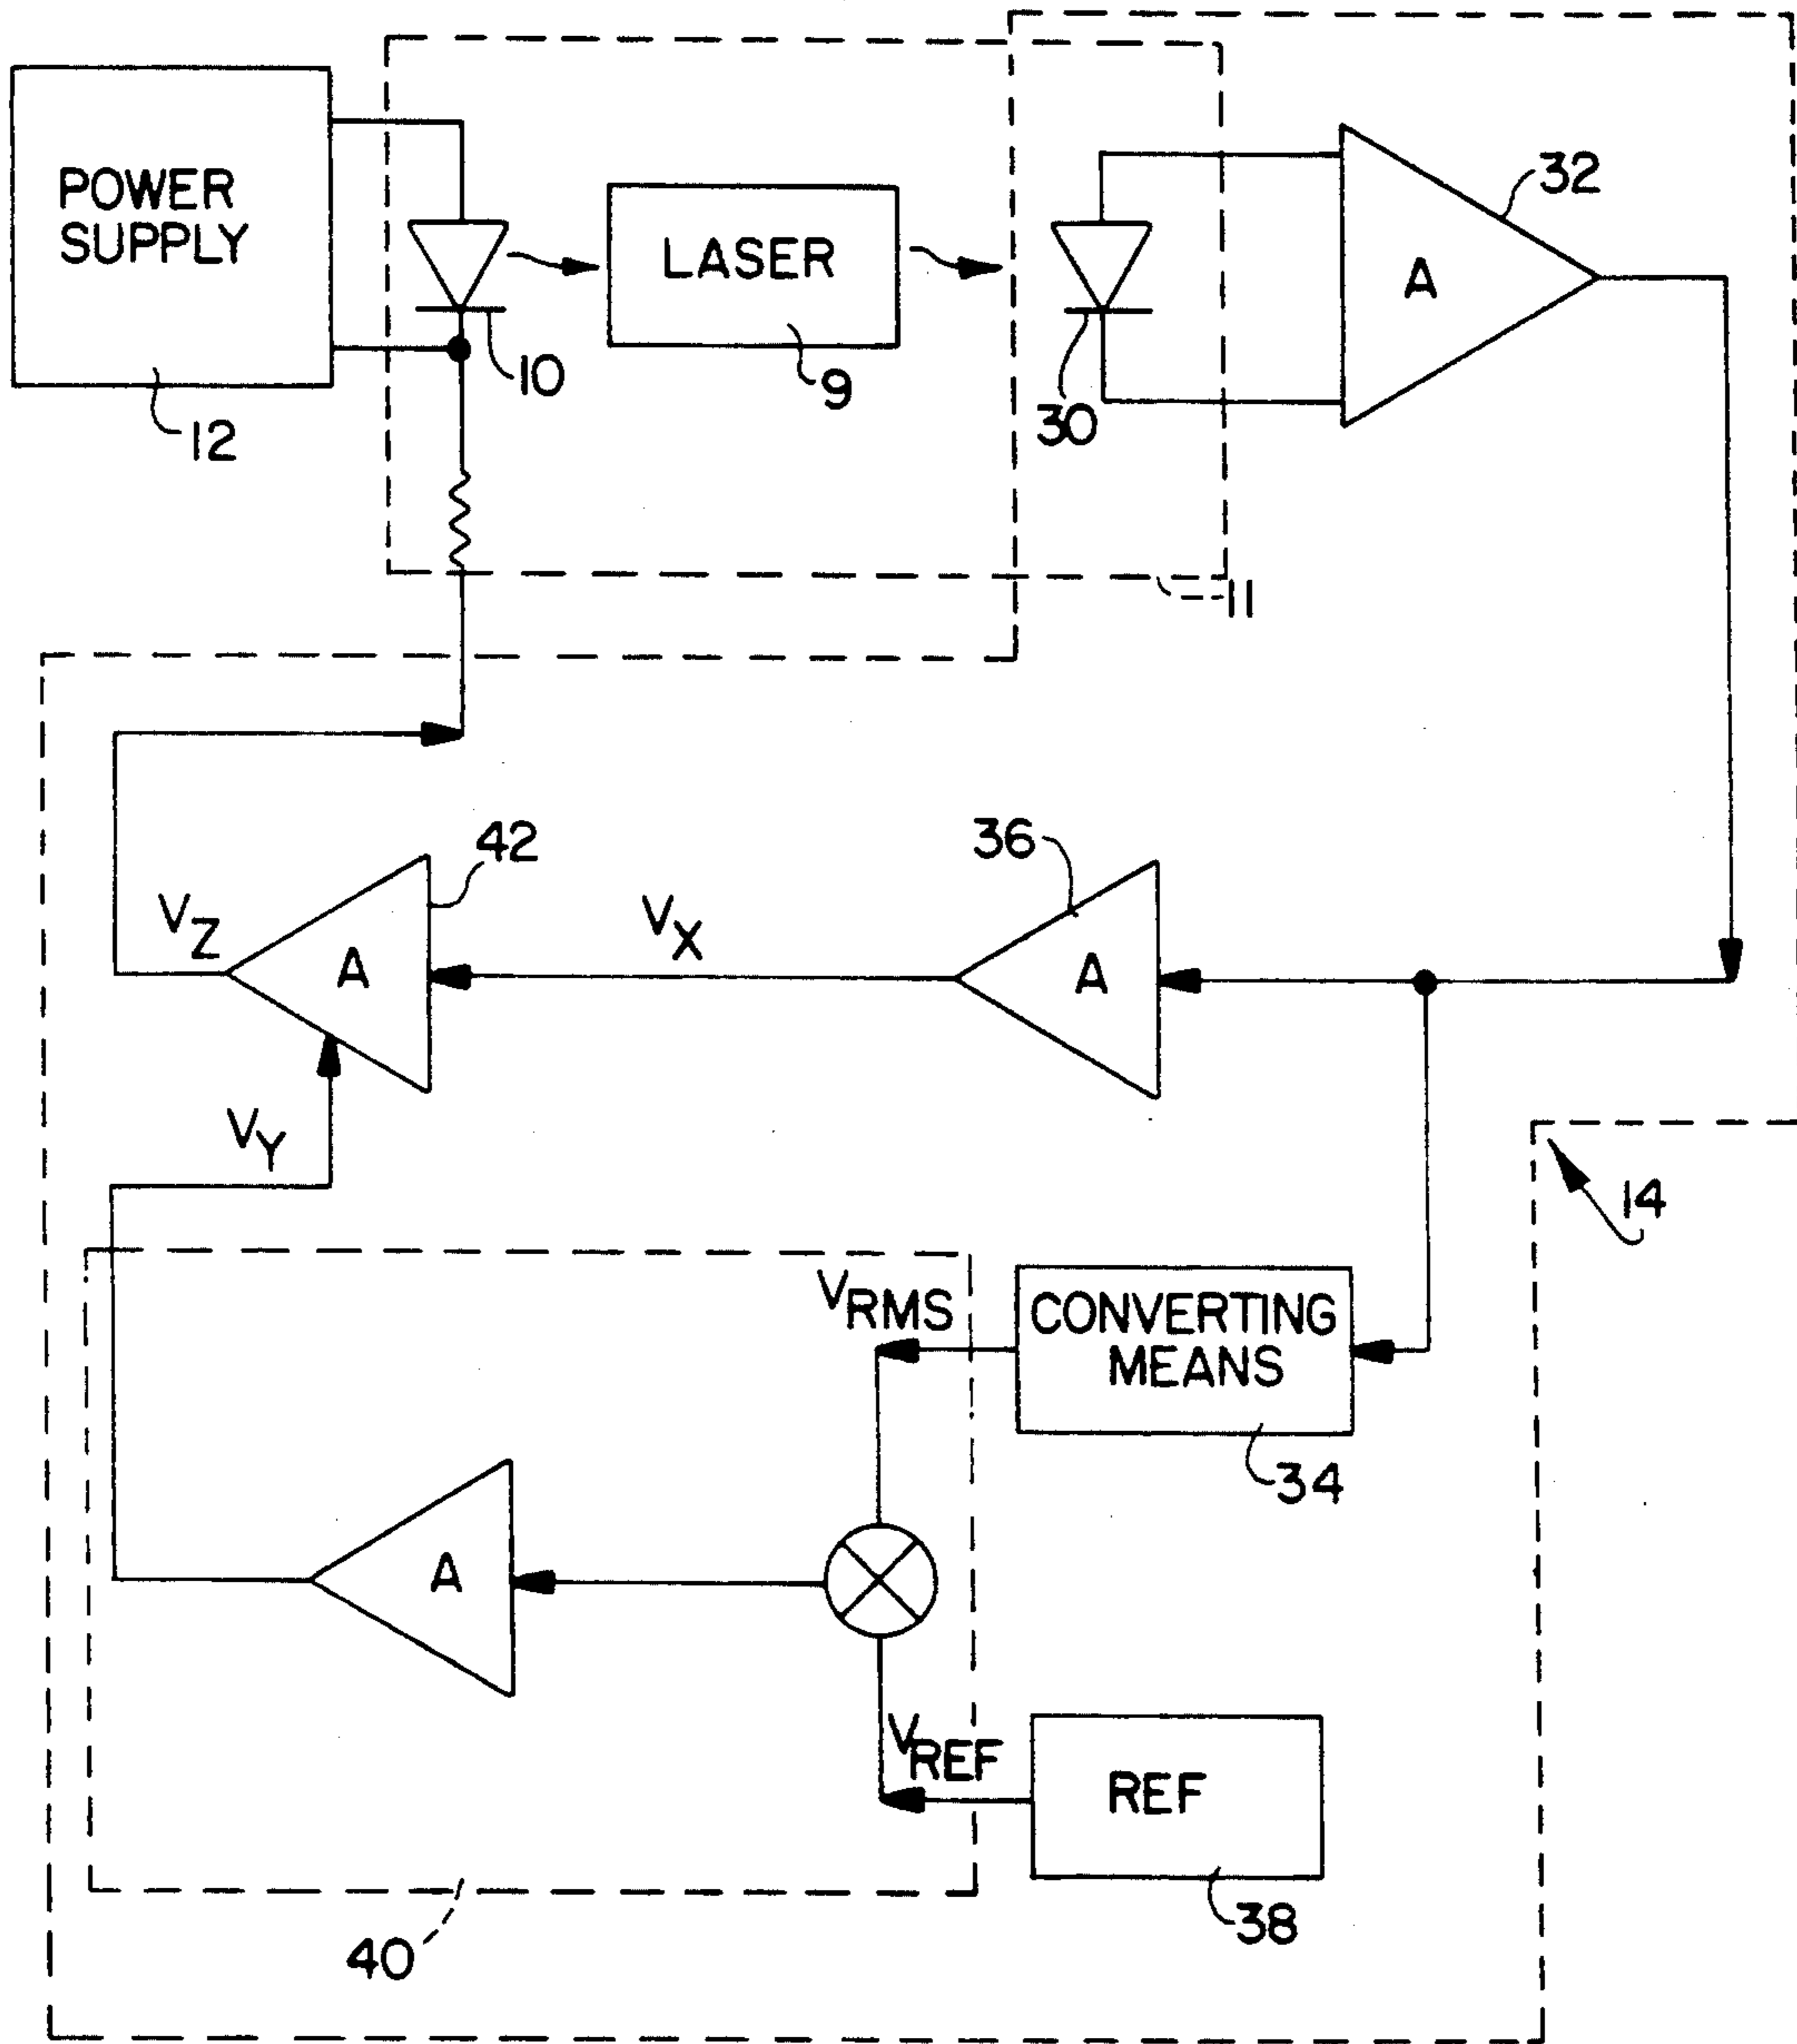 POWER
SUPPLY
12
10
LASER
9
30
A
32
11
42
36
V_Z
A
V_X
A
V_Y
14
V_RMS
CONVERTING
MEANS
34
A
V_REF
REF
38
40